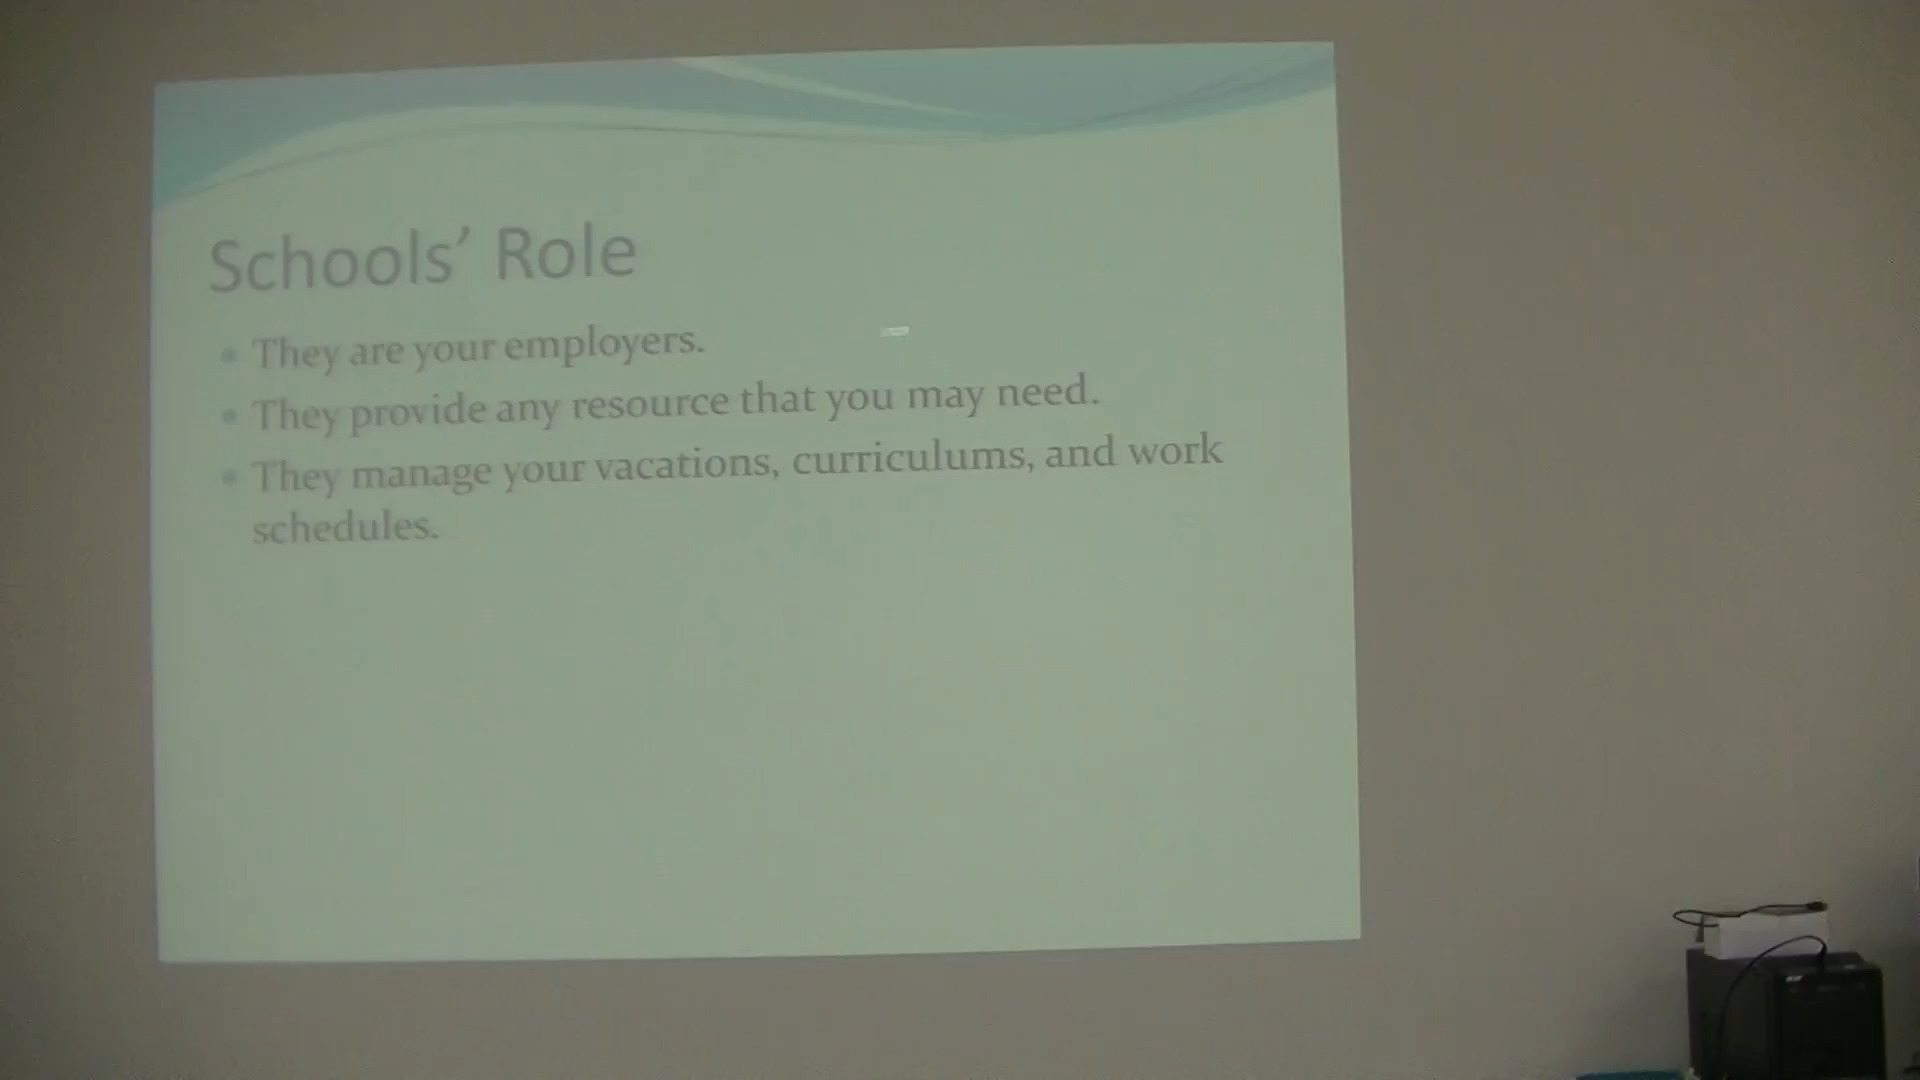 Schools’ Role
They are your employers.
They provide any resource that you may need.
They manage your vacations, curriculums, and work
schedules.